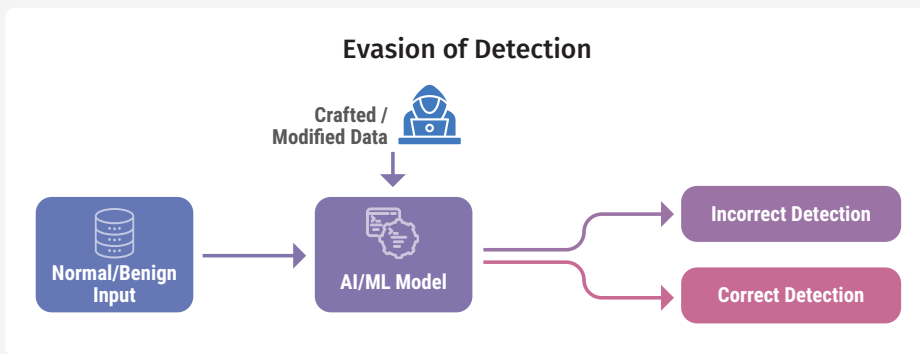 Evasion of Detection
Crafted /
Modified Data
Normal/Benign
Input
AI/ML Model
Incorrect Detection
Correct Detection